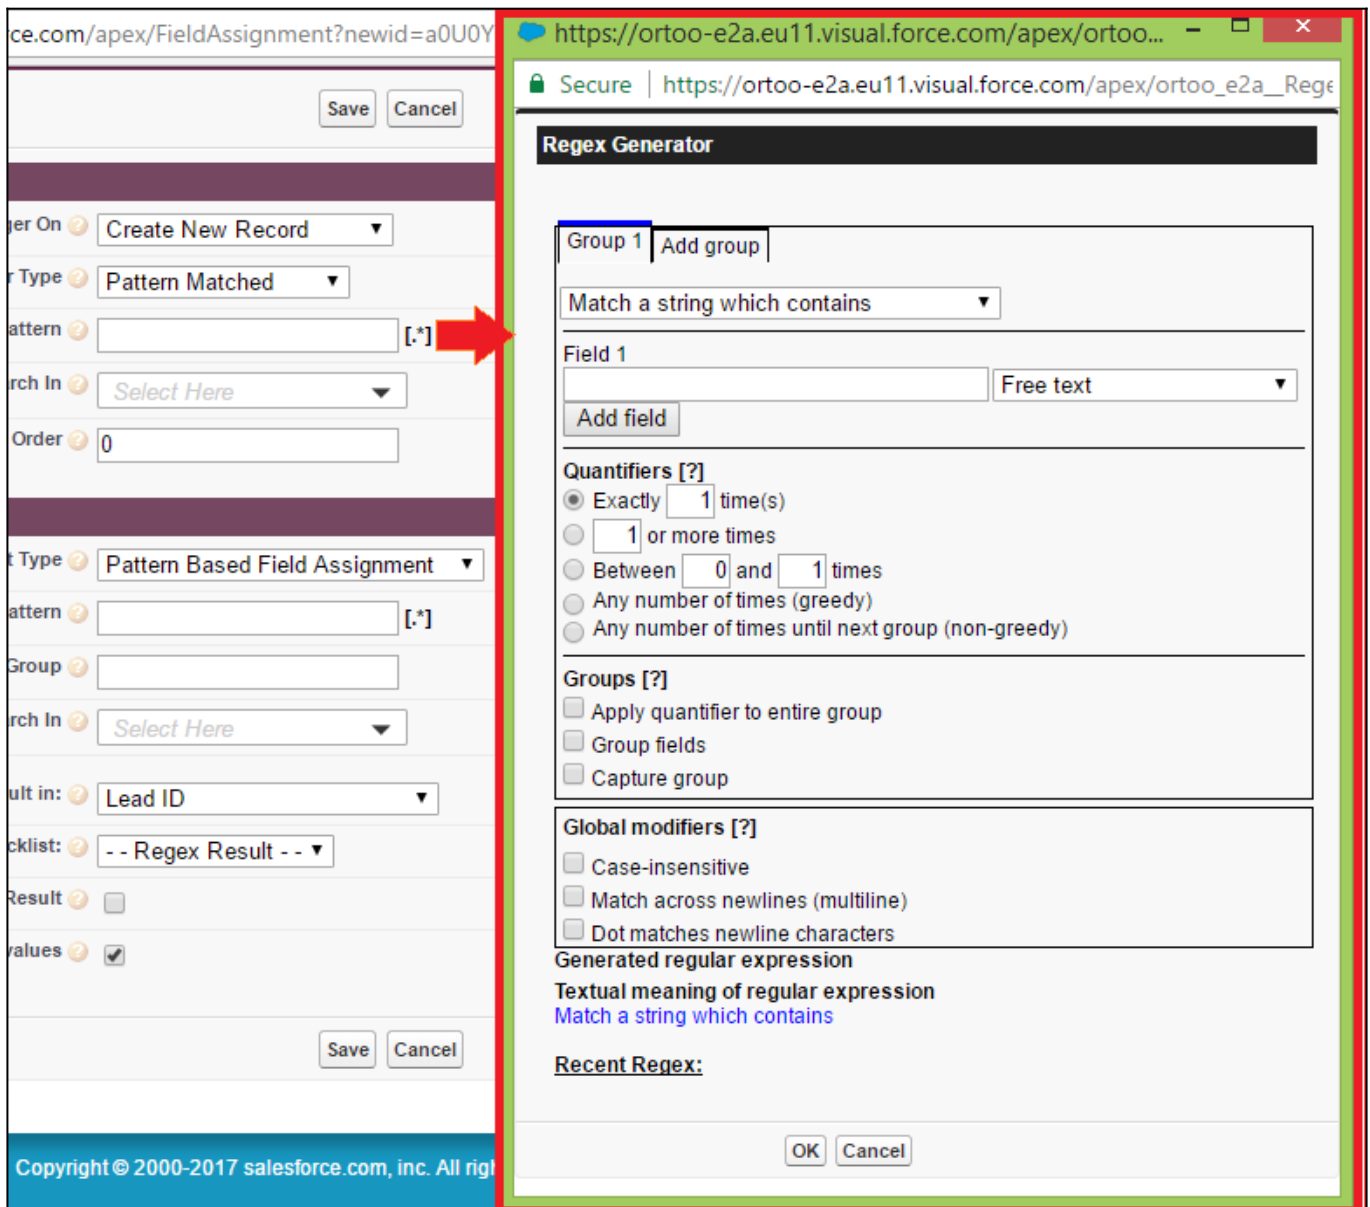 ce.com/apex/FieldAssignment?newid=a0U0Y
Save Cancel
ger On Create New Record
r Type Pattern Matched
attern [.*]
rch In Select Here
Order 0
t Type Pattern Based Field Assignment
attern [.*]
Group
rch In Select Here
ult in: Lead ID
cklist: - - Regex Result - -
Result
values
Save Cancel
Copyright © 2000-2017 salesforce.com, inc. All rig
https://ortoo-e2a.eu11.visual.force.com/apex/ortoo...
Secure https://ortoo-e2a.eu11.visual.force.com/apex/ortoo_e2a__Rege
Regex Generator
Group 1 Add group
Match a string which contains
Field 1
Free text
Add field
Quantifiers [?]
Exactly 1 time(s)
1 or more times
Between 0 and 1 times
Any number of times (greedy)
Any number of times until next group (non-greedy)
Groups [?]
Apply quantifier to entire group
Group fields
Capture group
Global modifiers [?]
Case-insensitive
Match across newlines (multiline)
Dot matches newline characters
Generated regular expression
Textual meaning of regular expression
Match a string which contains
Recent Regex:
OK Cancel